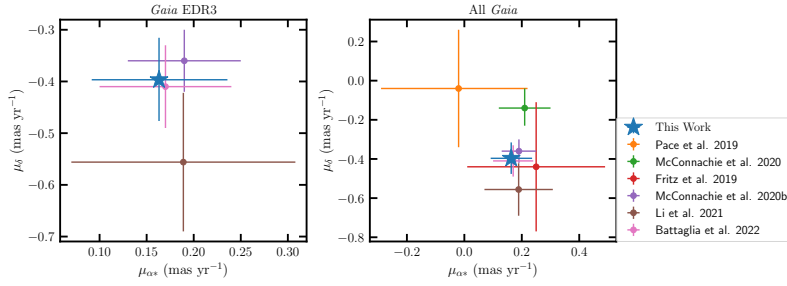 Gaia EDR3
−0.3
−0.4
−0.5
−0.6
−0.7
μδ (mas yr−1)
0.10 0.15 0.20 0.25 0.30
μα∗ (mas yr−1)
All Gaia
0.4
0.2
0.0
−0.2
−0.4
−0.6
−0.8
μδ (mas yr−1)
−0.2 0.0 0.2 0.4
μα∗ (mas yr−1)
This Work
Pace et al. 2019
McConnachie et al. 2020
Fritz et al. 2019
McConnachie et al. 2020b
Li et al. 2021
Battaglia et al. 2022